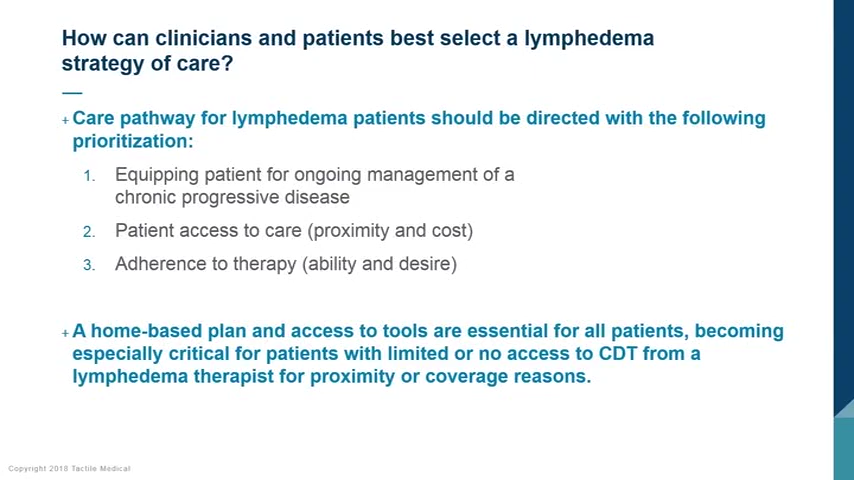 How can clinicians and patients best select a lymphedema
strategy of care?
+ Care pathway for lymphedema patients should be directed with the following
prioritization:
1. Equipping patient for ongoing management of a
chronic progressive disease
2. Patient access to care (proximity and cost)
3. Adherence to therapy (ability and desire)
+ A home-based plan and access to tools are essential for all patients, becoming
especially critical for patients with limited or no access to CDT from a
lymphedema therapist for proximity or coverage reasons.
Copyright 2018 Tactile Medical